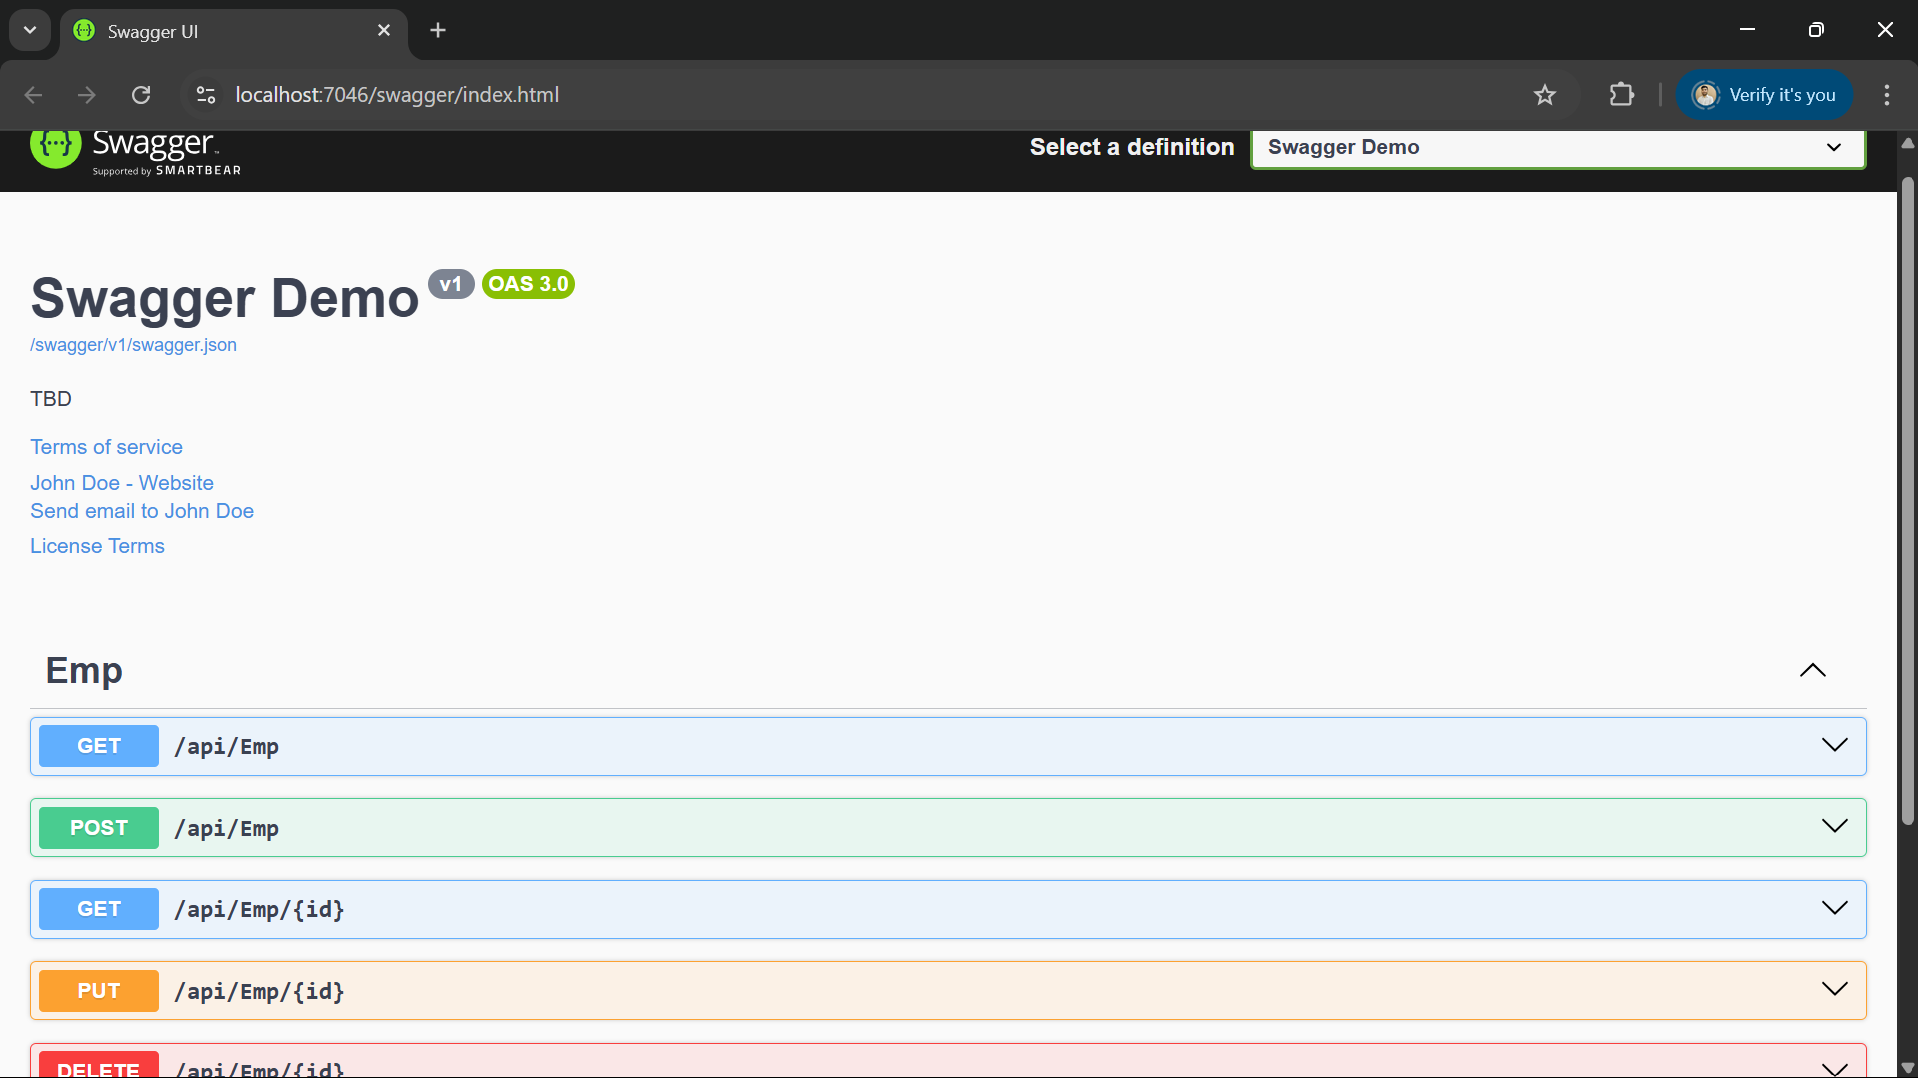 Swagger UI
localhost:7046/swagger/index.html
Verify it's you
Swagger
Supported by SMARTBEAR
Select a definition
Swagger Demo
Swagger Demo v1 OAS 3.0
/swagger/v1/swagger.json
TBD
Terms of service
John Doe - Website
Send email to John Doe
License Terms
Emp
GET /api/Emp
POST /api/Emp
GET /api/Emp/{id}
PUT /api/Emp/{id}
DELETE /api/Emp/{id}